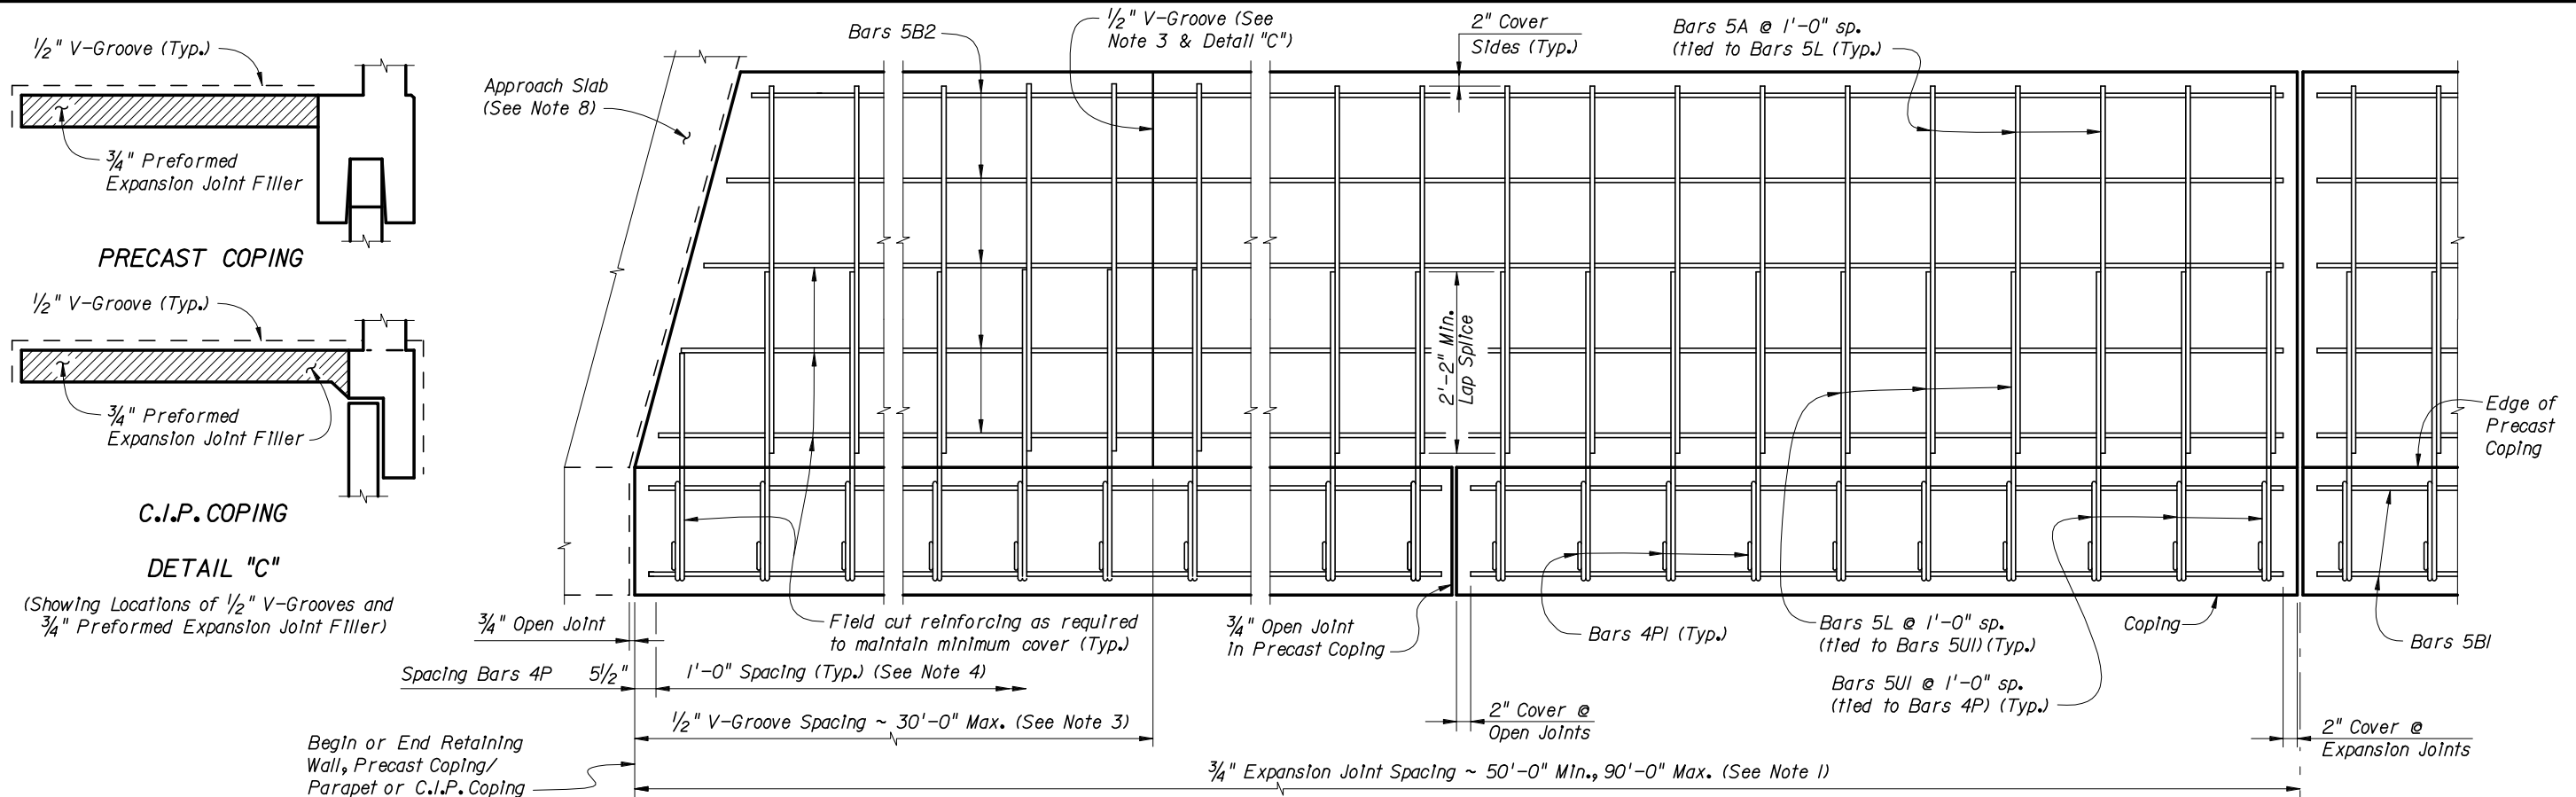 ½" V-Groove (Typ.)
¾" Preformed
Expansion Joint Filler
PRECAST COPING
½" V-Groove (Typ.)
¾" Preformed
Expansion Joint Filler
C.I.P. COPING
DETAIL "C"
(Showing Locations of ½" V-Grooves and
¾" Preformed Expansion Joint Filler)
Approach Slab
(See Note 8)
Bars 5B2
½" V-Groove (See
Note 3 & Detail "C")
2" Cover
Sides (Typ.)
Bars 5A @ 1'-0" sp.
(tied to Bars 5L (Typ.)
2'-2" Min.
Lap Splice
Edge of
Precast
Coping
¾" Open Joint
Field cut reinforcing as required
to maintain minimum cover (Typ.)
¾" Open Joint
in Precast Coping
Bars 4P1 (Typ.)
Bars 5L @ 1'-0" sp.
(tied to Bars 5U1) (Typ.)
Coping
Bars 5B1
Spacing Bars 4P
5½"
1'-0" Spacing (Typ.) (See Note 4)
Bars 5U1 @ 1'-0" sp.
(tied to Bars 4P) (Typ.)
½" V-Groove Spacing ~ 30'-0" Max. (See Note 3)
2" Cover @
Open Joints
2" Cover @
Expansion Joints
Begin or End Retaining
Wall, Precast Coping/
Parapet or C.I.P. Coping
¾" Expansion Joint Spacing ~ 50'-0" Min., 90'-0" Max. (See Note 1)